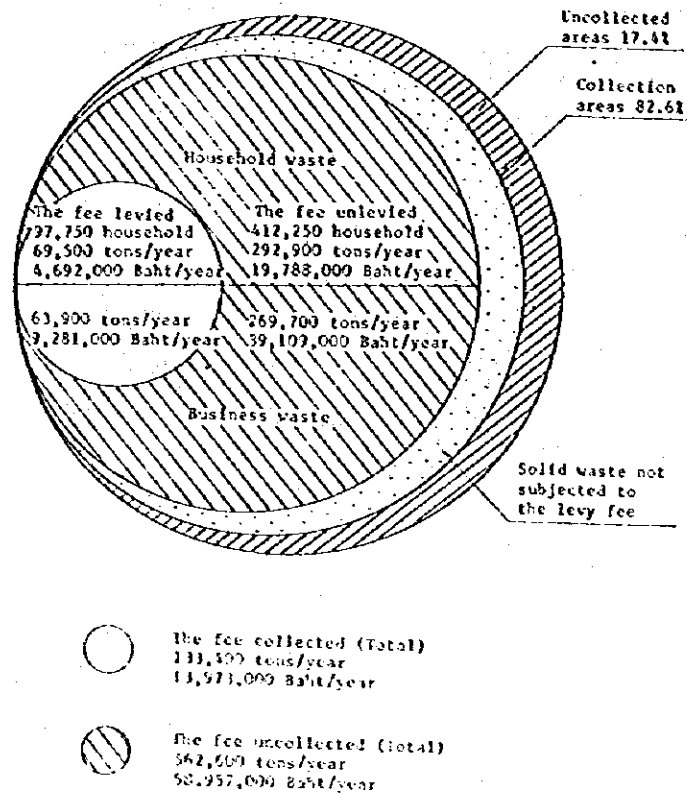 Uncollected
areas 17.4%
Collection
areas 82.6%
Household waste
The fee levied
97,750 household
69,500 tons/year
4,692,000 Baht/year
The fee unlevied
412,250 household
292,900 tons/year
19,788,000 Baht/year
63,900 tons/year
9,281,000 Baht/year
269,700 tons/year
39,169,000 Baht/year
Business waste
Solid waste not
subjected to
the levy fee
The fee collected (Total)
133,400 tons/year
13,973,000 Baht/year
The fee uncollected (Total)
562,600 tons/year
58,957,000 Baht/year